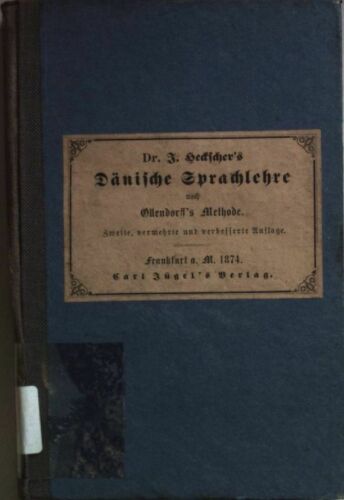 Dr. J. Heckscher's
Dänische Sprachlehre
nach
Ollendorff's Methode.
Zweite, vermehrte und verbesserte Auflage.
Frankfurt a. M. 1874.
Carl Jügel's Verlag.